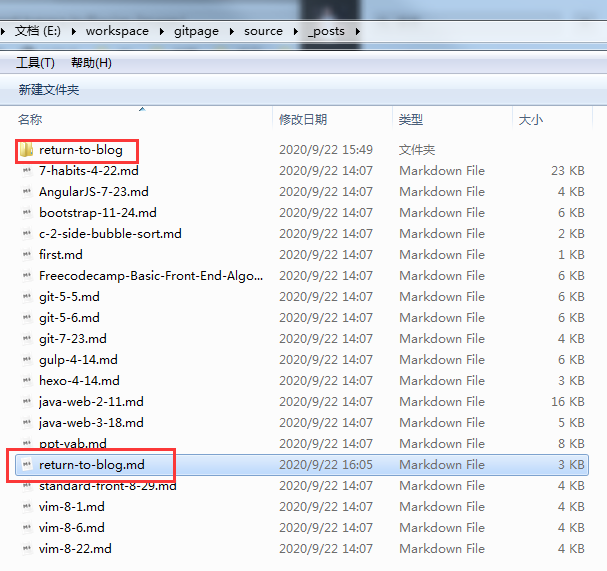 文档 (E:) workspace gitpage source _posts
工具(T) 帮助(H)
新建文件夹
名称 修改日期 类型 大小
return-to-blog 2020/9/22 15:49 文件夹
7-habits-4-22.md 2020/9/22 14:07 Markdown File 23 KB
AngularJS-7-23.md 2020/9/22 14:07 Markdown File 4 KB
bootstrap-11-24.md 2020/9/22 14:07 Markdown File 6 KB
c-2-side-bubble-sort.md 2020/9/22 14:07 Markdown File 2 KB
first.md 2020/9/22 14:07 Markdown File 1 KB
Freecodecamp-Basic-Front-End-Algo... 2020/9/22 14:07 Markdown File 6 KB
git-5-5.md 2020/9/22 14:07 Markdown File 6 KB
git-5-6.md 2020/9/22 14:07 Markdown File 6 KB
git-7-23.md 2020/9/22 14:07 Markdown File 4 KB
gulp-4-14.md 2020/9/22 14:07 Markdown File 6 KB
hexo-4-14.md 2020/9/22 14:07 Markdown File 3 KB
java-web-2-11.md 2020/9/22 14:07 Markdown File 16 KB
java-web-3-18.md 2020/9/22 14:07 Markdown File 5 KB
ppt-vab.md 2020/9/22 14:07 Markdown File 8 KB
return-to-blog.md 2020/9/22 16:05 Markdown File 3 KB
standard-front-8-29.md 2020/9/22 14:07 Markdown File 4 KB
vim-8-1.md 2020/9/22 14:07 Markdown File 4 KB
vim-8-6.md 2020/9/22 14:07 Markdown File 4 KB
vim-8-22.md 2020/9/22 14:07 Markdown File 4 KB